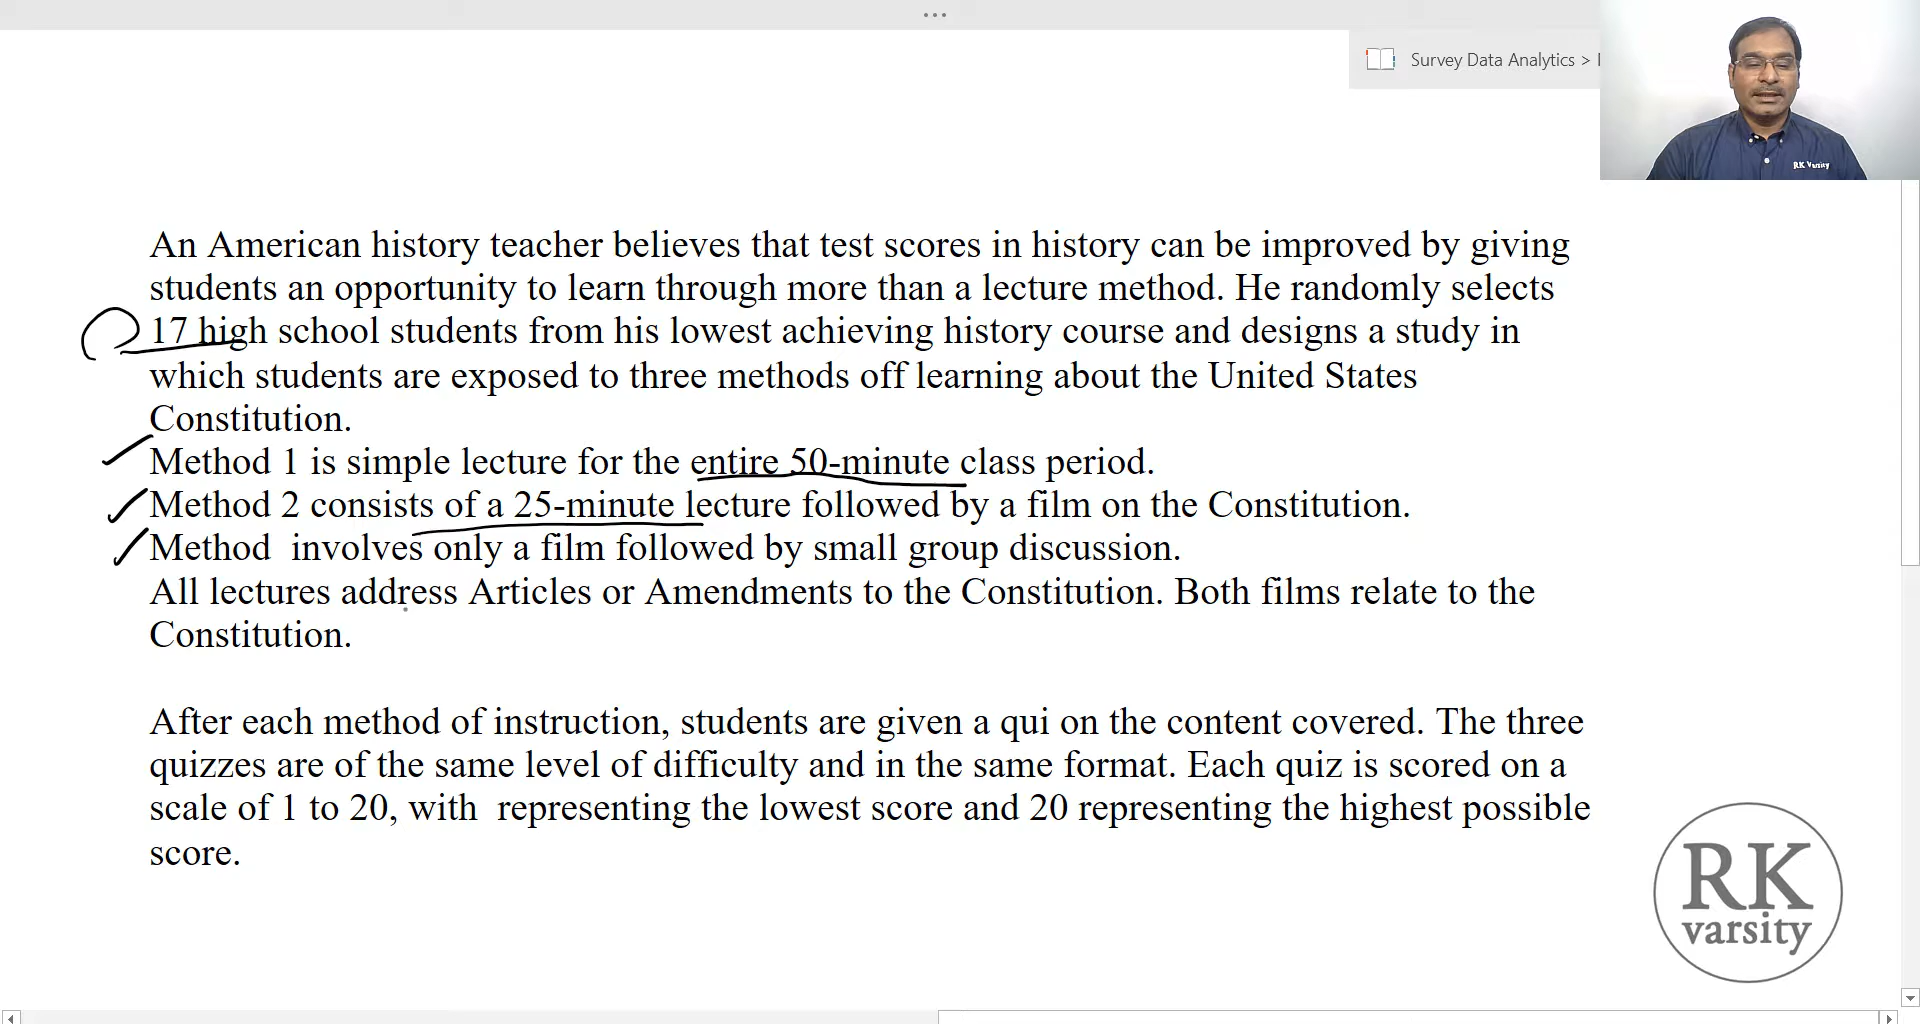 Survey Data Analytics >
RK Varsity
An American history teacher believes that test scores in history can be improved by giving
students an opportunity to learn through more than a lecture method. He randomly selects
17 high school students from his lowest achieving history course and designs a study in
which students are exposed to three methods off learning about the United States
Constitution.
Method 1 is simple lecture for the entire 50-minute class period.
Method 2 consists of a 25-minute lecture followed by a film on the Constitution.
Method  involves only a film followed by small group discussion.
All lectures address Articles or Amendments to the Constitution. Both films relate to the
Constitution.
After each method of instruction, students are given a qui on the content covered. The three
quizzes are of the same level of difficulty and in the same format. Each quiz is scored on a
scale of 1 to 20, with  representing the lowest score and 20 representing the highest possible
score.
RK
varsity